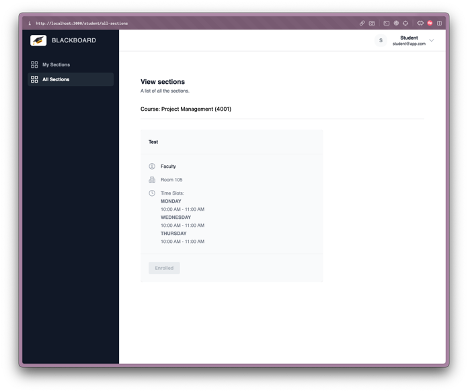 http://localhost:3000/student/all-sections
BLACKBOARD
S
Student
student@app.com
My Sections
All Sections
View sections
A list of all the sections.
Course: Project Management (4001)
Test
Faculty
Room 105
Time Slots:
MONDAY
10:00 AM - 11:00 AM
WEDNESDAY
10:00 AM - 11:00 AM
THURSDAY
10:00 AM - 11:00 AM
Enrolled